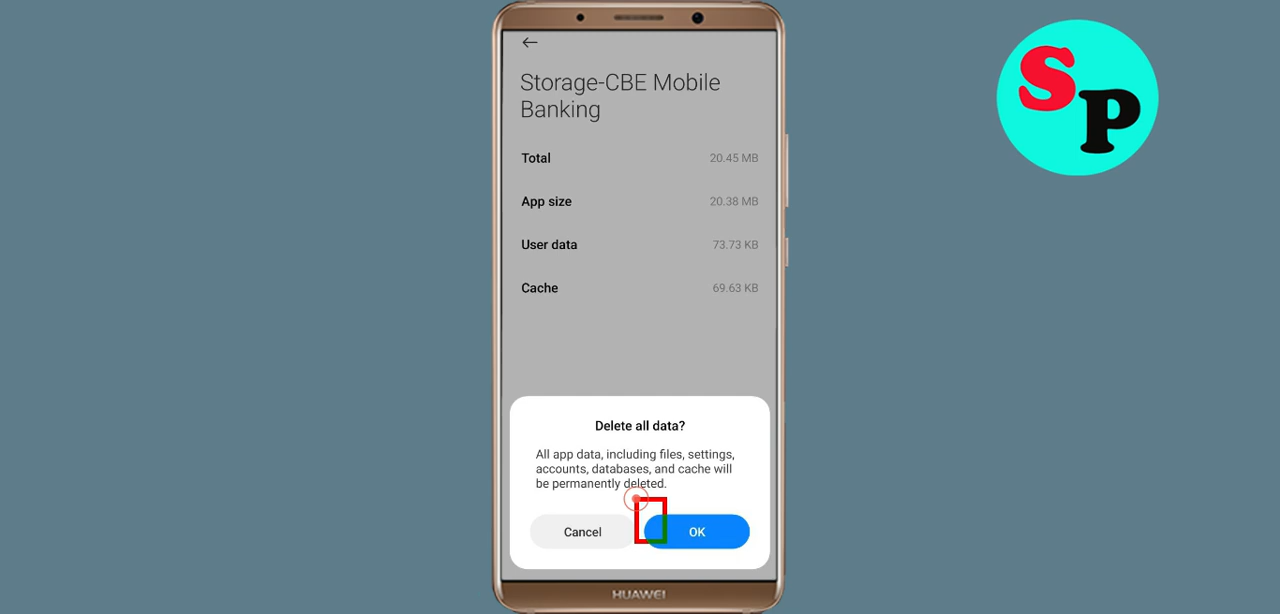 Storage-CBE Mobile
Banking
Total 20.45 MB
App size 20.38 MB
User data 73.73 KB
Cache 69.63 KB
Delete all data?
All app data, including files, settings,
accounts, databases, and cache will
be permanently deleted.
Cancel OK
HUAWEI
SP